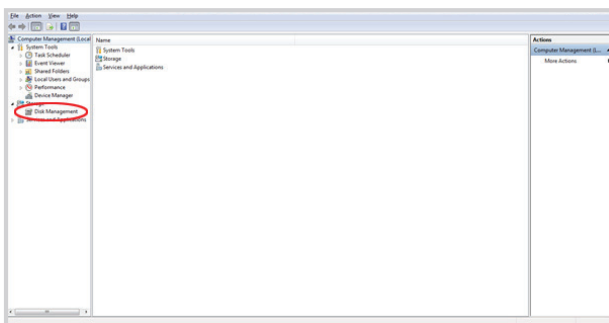 File Action View Help
Computer Management (Local
System Tools
Task Scheduler
Event Viewer
Shared Folders
Local Users and Groups
Performance
Device Manager
Storage
Disk Management
Services and Applications
Name
System Tools
Storage
Services and Applications
Actions
Computer Management (L...
More Actions